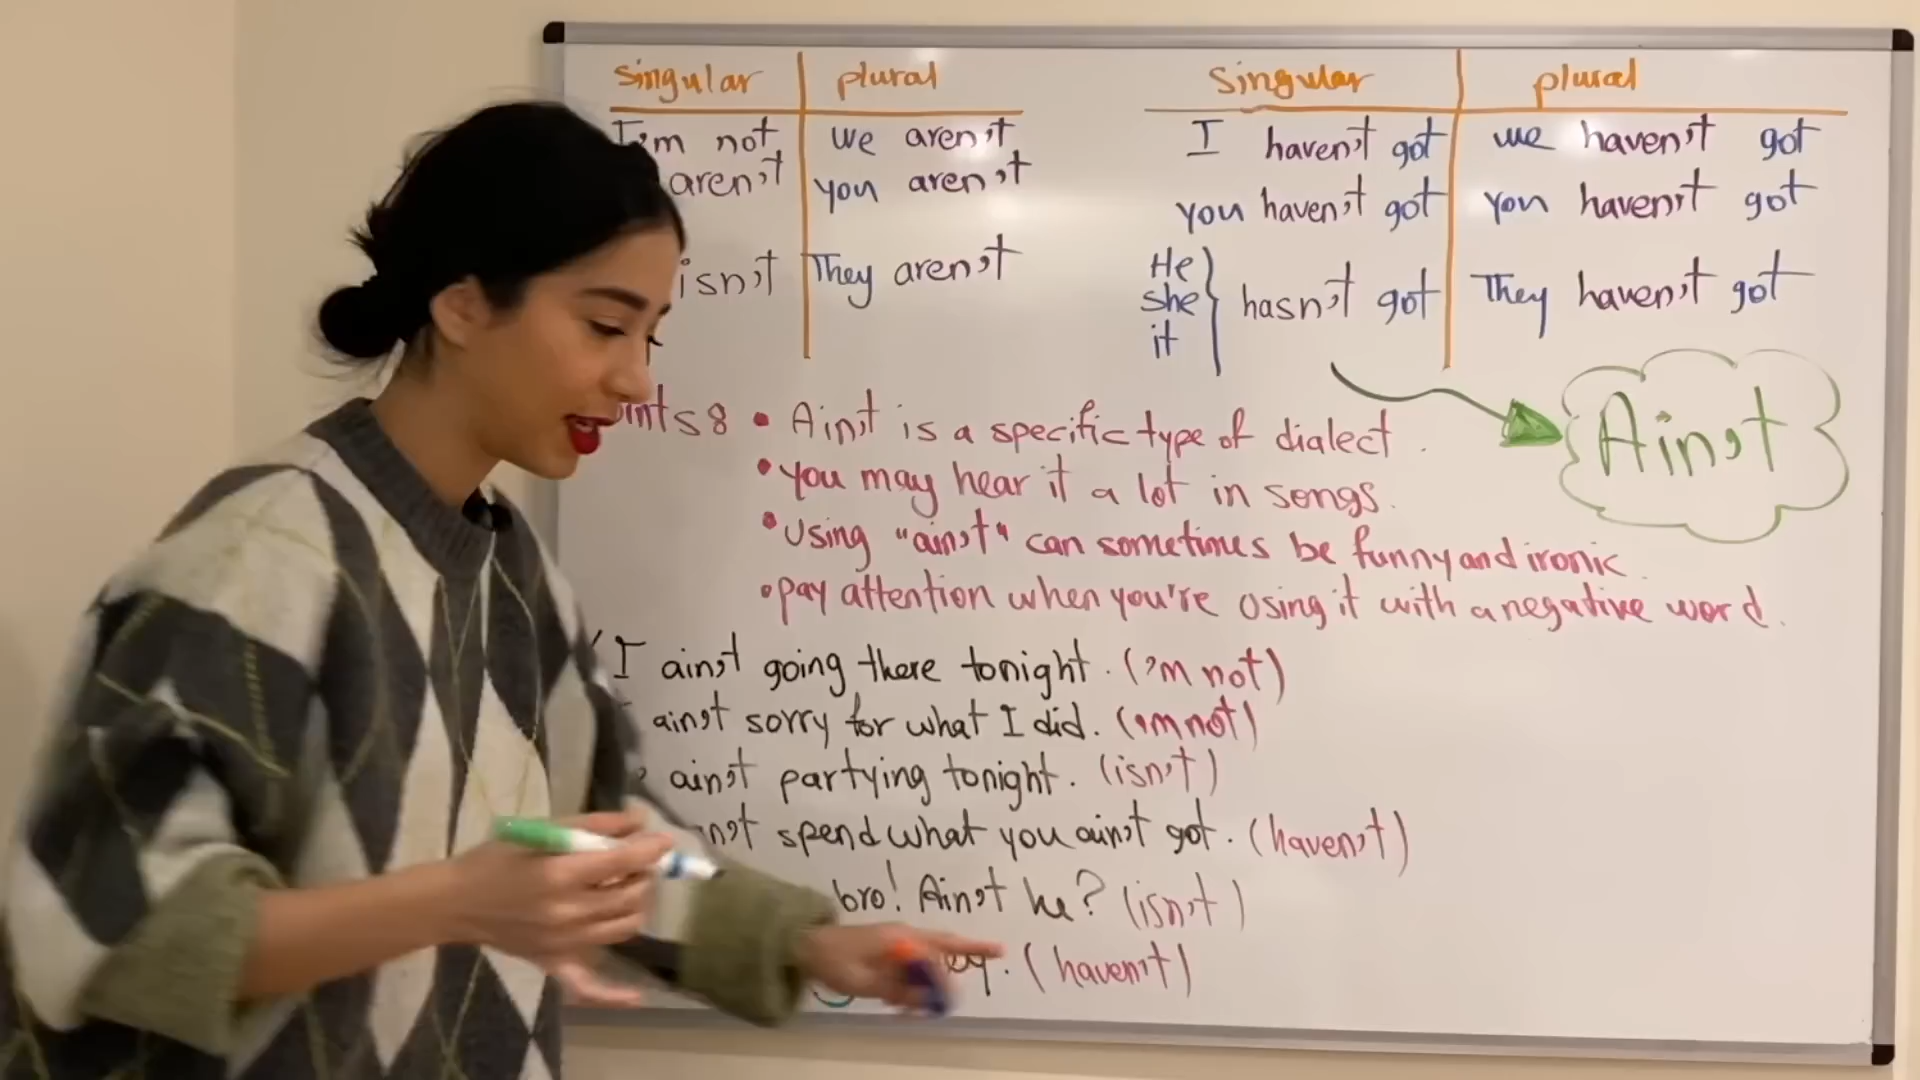 singular plural
I'm not we aren't
aren't you aren't
isn't They aren't
singular plural
I haven't got we haven't got
you haven't got you haven't got
He
she hasn't got They haven't got
it
Ain't
• Ain't is a specific type of dialect.
• you may hear it a lot in songs.
• Using "ain't" can sometimes be funny and ironic.
• pay attention when you're using it with a negative word.
I ain't going there tonight. ('m not)
ain't sorry for what I did. ('m not)
ain't partying tonight. (isn't)
spend what you ain't got. (haven't)
bro! Ain't he? (isn't)
(haven't)